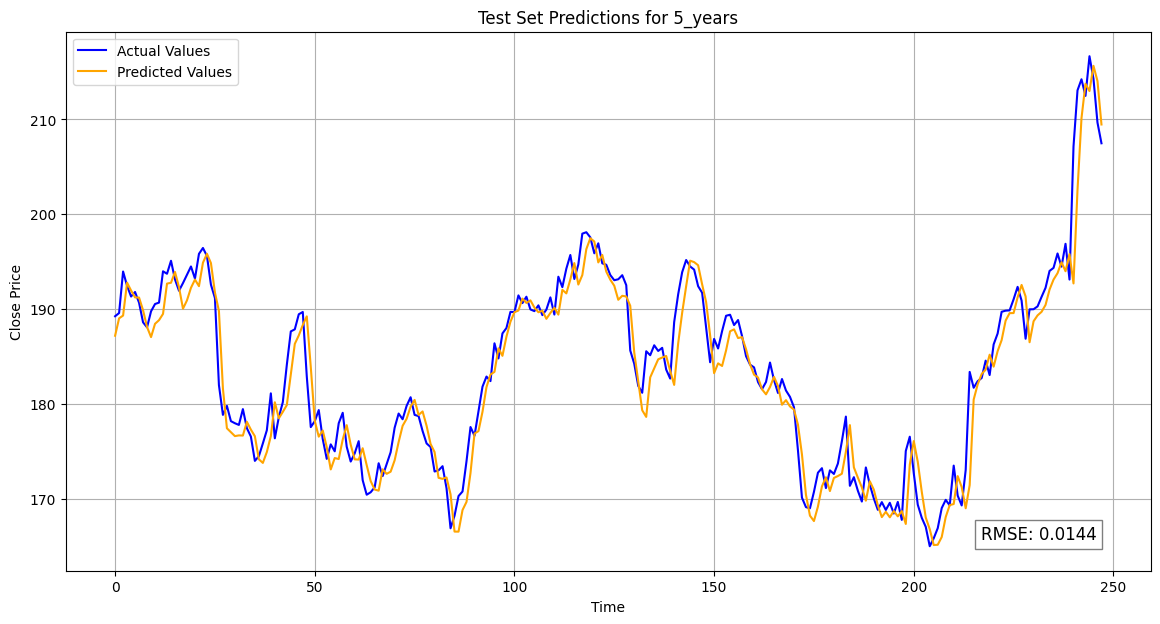 Test Set Predictions for 5_years
Actual Values
Predicted Values
Close Price
210
200
190
180
170
RMSE: 0.0144
0
50
100
150
200
250
Time